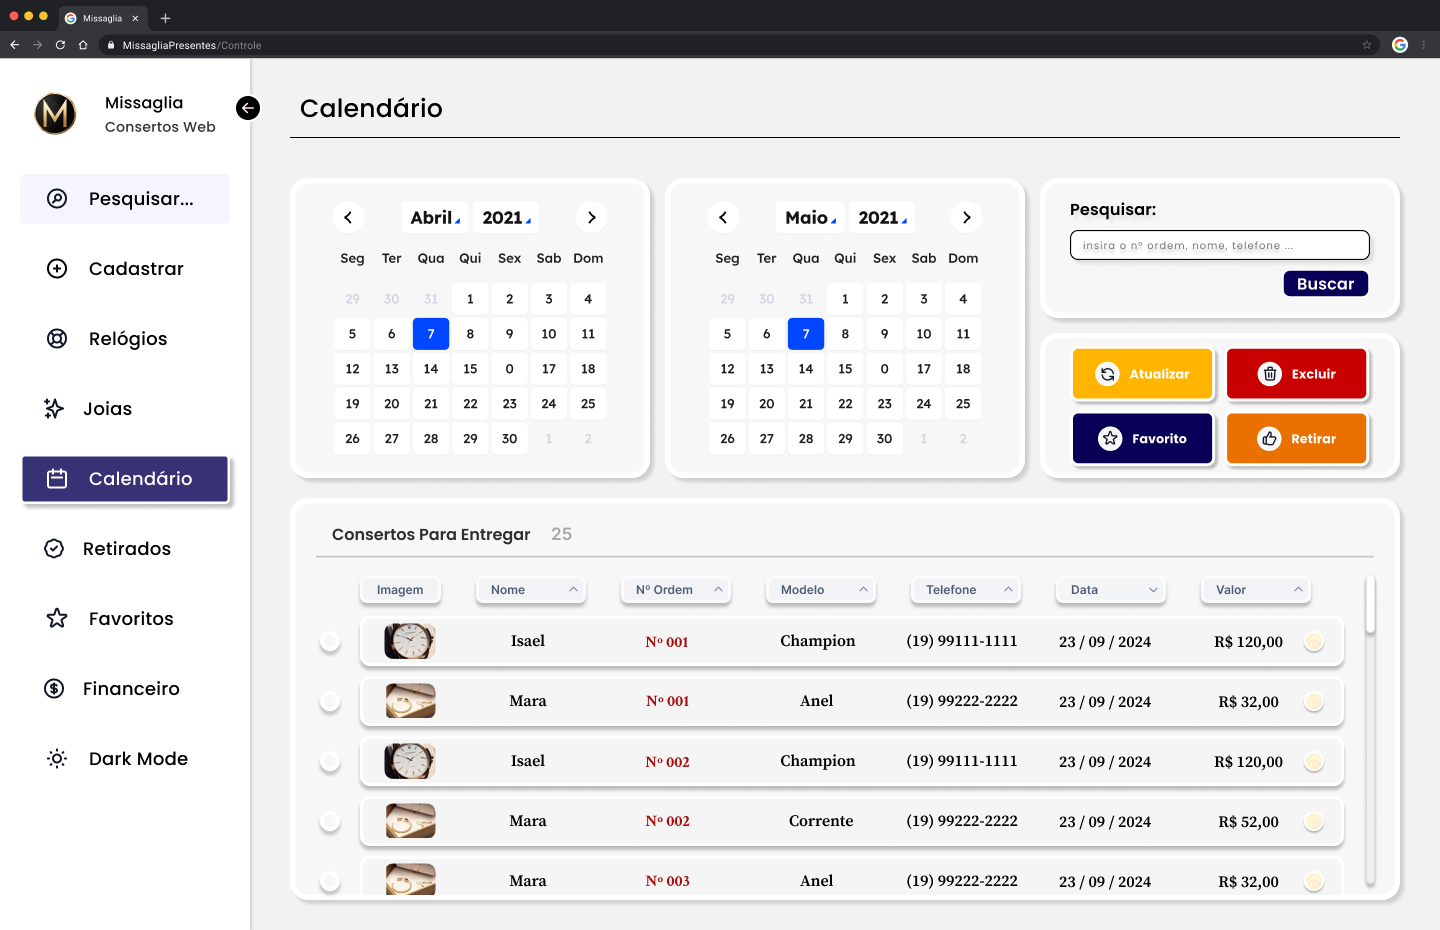 Missaglia
MissagliaPresentes/Controle
M
Missaglia
Consertos Web
Pesquisar...
Cadastrar
Relógios
Joias
Calendário
Retirados
Favoritos
Financeiro
Dark Mode
Calendário
Abril 2021
Seg Ter Qua Qui Sex Sab Dom
29 30 31 1 2 3 4
5 6 7 8 9 10 11
12 13 14 15 0 17 18
19 20 21 22 23 24 25
26 27 28 29 30 1 2
Maio 2021
Seg Ter Qua Qui Sex Sab Dom
29 30 31 1 2 3 4
5 6 7 8 9 10 11
12 13 14 15 0 17 18
19 20 21 22 23 24 25
26 27 28 29 30 1 2
Pesquisar:
insira o nº ordem, nome, telefone ...
Buscar
Atualizar Excluir
Favorito Retirar
Consertos Para Entregar 25
Imagem Nome Nº Ordem Modelo Telefone Data Valor
Isael Nº 001 Champion (19) 99111-1111 23 / 09 / 2024 R$ 120,00
Mara Nº 001 Anel (19) 99222-2222 23 / 09 / 2024 R$ 32,00
Isael Nº 002 Champion (19) 99111-1111 23 / 09 / 2024 R$ 120,00
Mara Nº 002 Corrente (19) 99222-2222 23 / 09 / 2024 R$ 52,00
Mara Nº 003 Anel (19) 99222-2222 23 / 09 / 2024 R$ 32,00